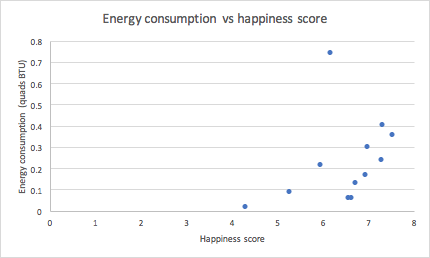 Energy consumption vs happiness score
0.8
0.7
0.6
0.5
0.4
0.3
0.2
0.1
0
Energy consumption (quads BTU)
0 1 2 3 4 5 6 7 8
Happiness score